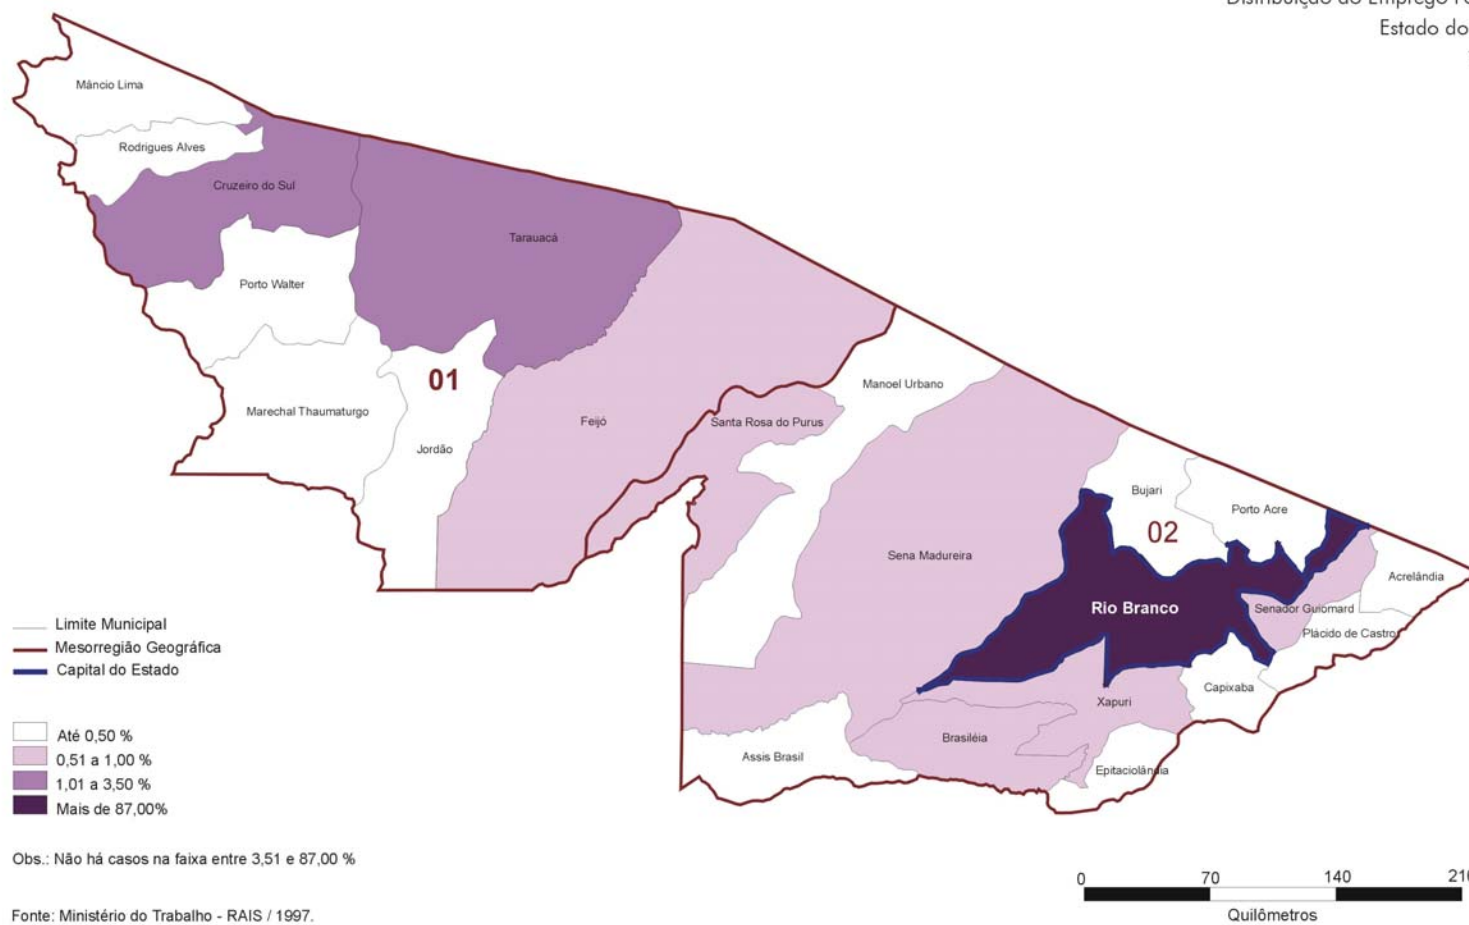 Distribuição do Emprego
Estado do
Mâncio Lima
Rodrigues Alves
Cruzeiro do Sul
Tarauacá
Porto Walter
01
Manoel Urbano
Marechal Thaumaturgo
Feijó
Santa Rosa do Purus
Jordão
Bujari
Porto Acre
02
Sena Madureira
Acrelândia
Rio Branco
Senador Guiomard
Plácido de Castro
Capixaba
Xapuri
Brasiléia
Assis Brasil
Epitaciolândia
Limite Municipal
Mesorregião Geográfica
Capital do Estado
Até 0,50 %
0,51 a 1,00 %
1,01 a 3,50 %
Mais de 87,00%
Obs.: Não há casos na faixa entre 3,51 e 87,00 %
Fonte: Ministério do Trabalho - RAIS / 1997.
0 70 140 210
Quilômetros